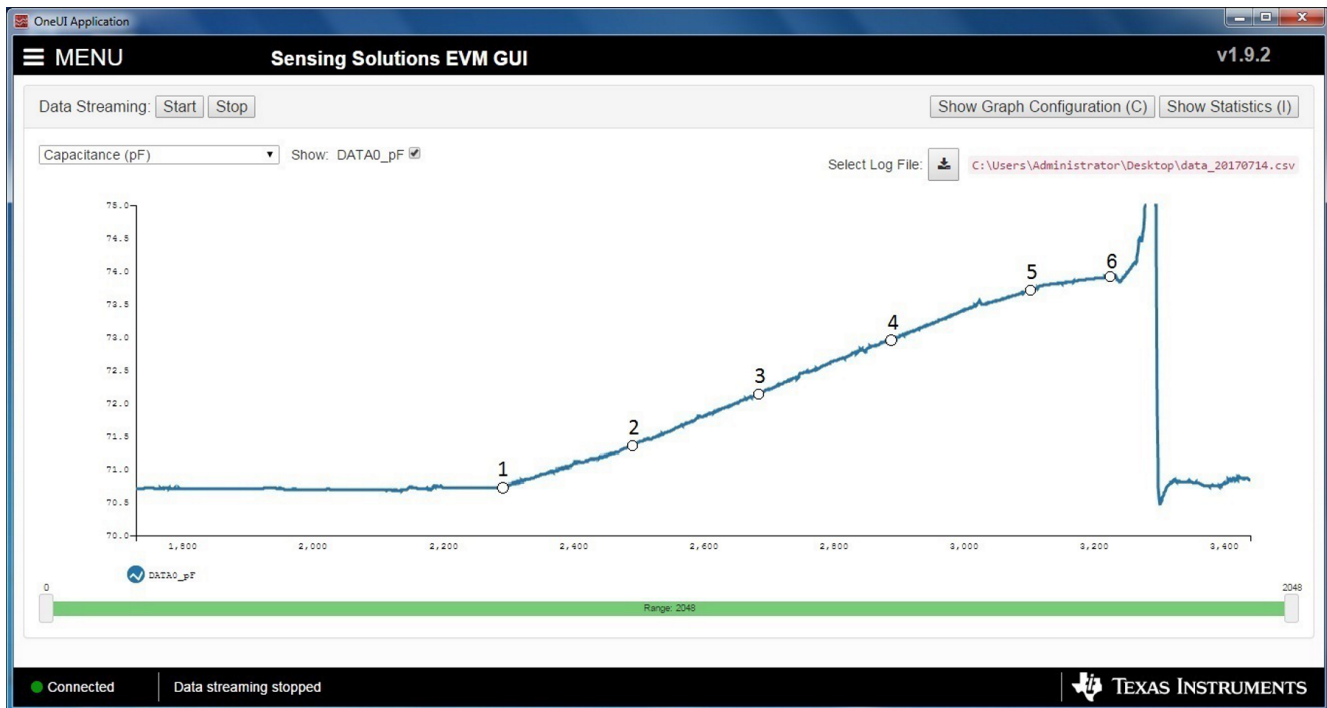 OneUI Application
MENU
Sensing Solutions EVM GUI
v1.9.2
Data Streaming: Start Stop
Show Graph Configuration (C) Show Statistics (I)
Capacitance (pF) Show: DATA0_pF
Select Log File: C:\Users\Administrator\Desktop\data_20170714.csv
75.0
74.5
74.0
73.5
73.0
72.5
72.0
71.5
71.0
70.5
70.0
1
2
3
4
5
6
1,800 2,000 2,200 2,400 2,600 2,800 3,000 3,200 3,400
DATA0_pF
0 2048
Range: 2048
Connected Data streaming stopped
TEXAS INSTRUMENTS